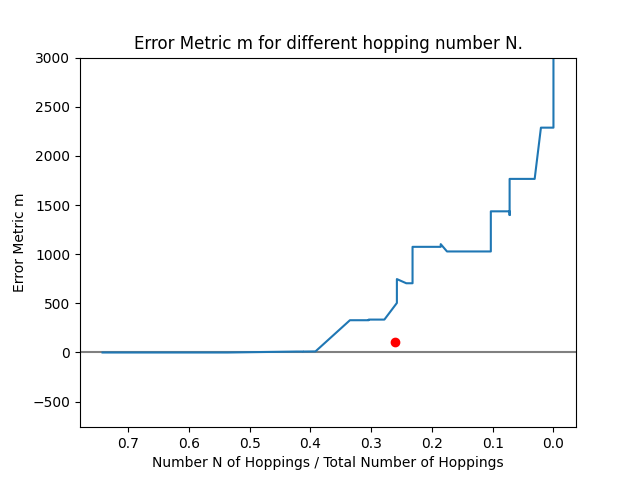 Error Metric m for different hopping number N.
3000
2500
2000
1500
1000
500
0
−500
Error Metric m
0.7 0.6 0.5 0.4 0.3 0.2 0.1 0.0
Number N of Hoppings / Total Number of Hoppings